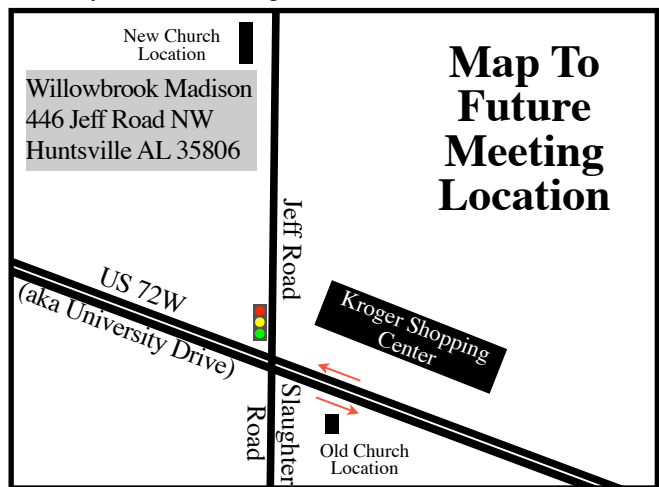 New Church
Location
Willowbrook Madison
446 Jeff Road NW
Huntsville AL 35806
Map To
Future
Meeting
Location
Jeff Road
US 72W
(aka University Drive)
Kroger Shopping
Center
Slaughter
Road
Old Church
Location